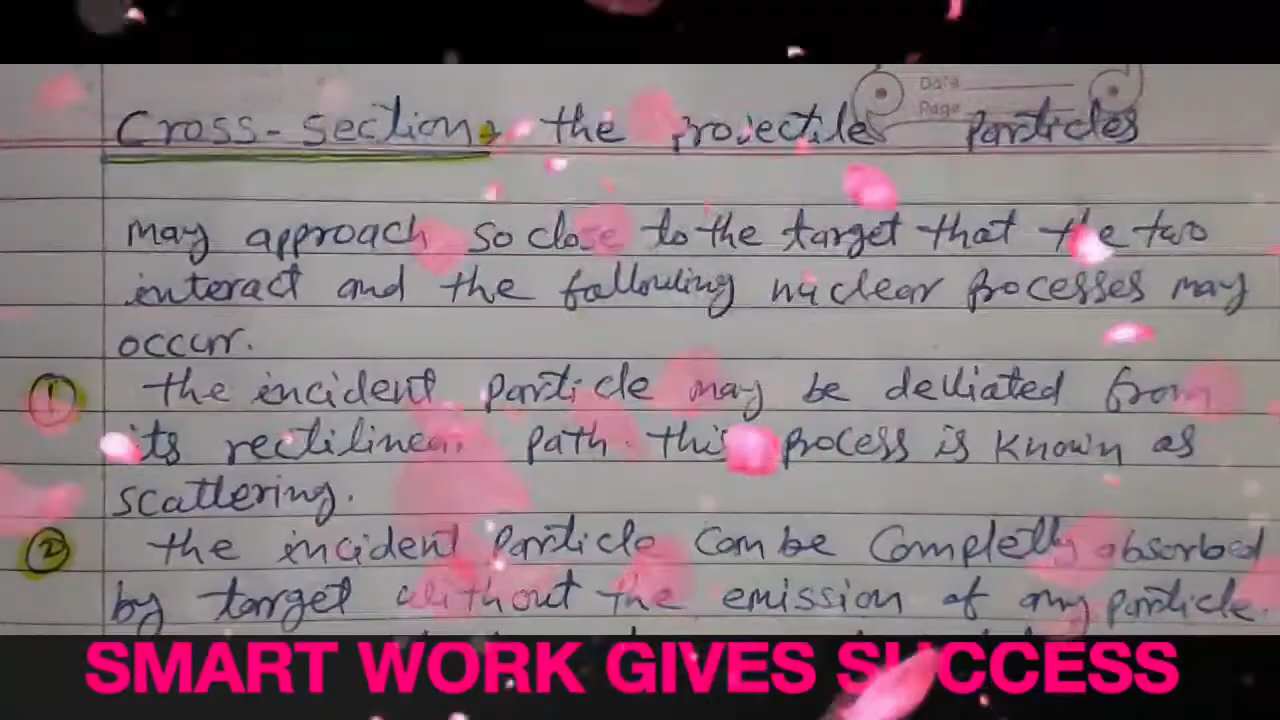 Date
Page
Cross-section, the projectile Particles
may approach so close to the target that the two
interact and the following nuclear Processes may
occur.
① the incident particle may be deviated from
its rectilinear path. this process is known as
scattering.
② the incident Particle can be Completly absorbed
by target without the emission of any particle.
SMART WORK GIVES SUCCESS